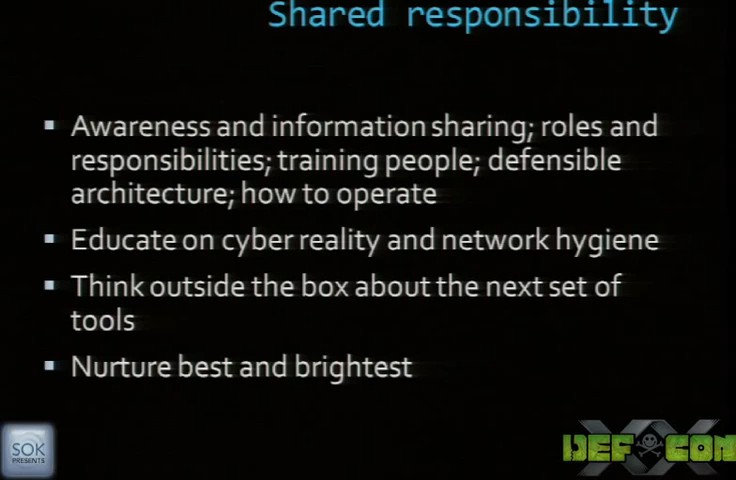 Shared responsibility
Awareness and information sharing; roles and
responsibilities; training people; defensible
architecture; how to operate
Educate on cyber reality and network hygiene
Think outside the box about the next set of
tools
Nurture best and brightest
SOK
PRESENTS
XX
DEF CON